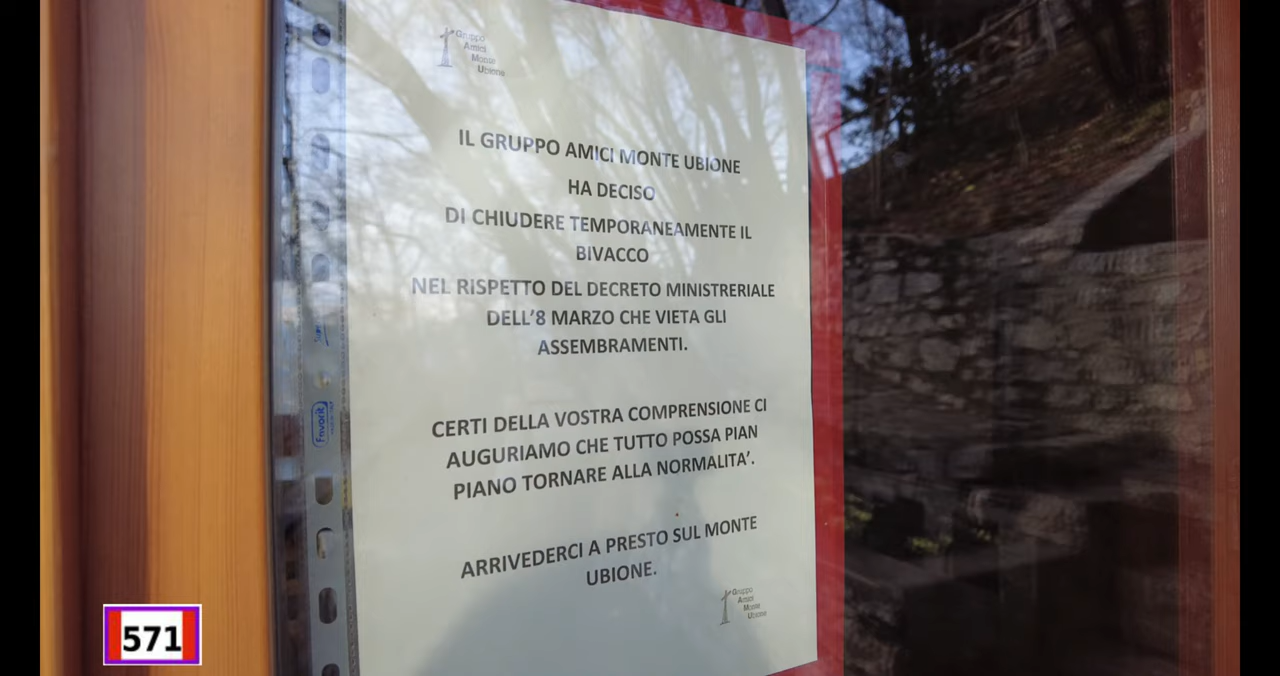 Gruppo
Amici
Monte
Ubione
IL GRUPPO AMICI MONTE UBIONE
HA DECISO
DI CHIUDERE TEMPORANEAMENTE IL
BIVACCO
NEL RISPETTO DEL DECRETO MINISTRERIALE
DELL'8 MARZO CHE VIETA GLI
ASSEMBRAMENTI.
CERTI DELLA VOSTRA COMPRENSIONE CI
AUGURIAMO CHE TUTTO POSSA PIAN
PIANO TORNARE ALLA NORMALITA'.
ARRIVEDERCI A PRESTO SUL MONTE
UBIONE.
Gruppo
Amici
Monte
Ubione
Favorit
571